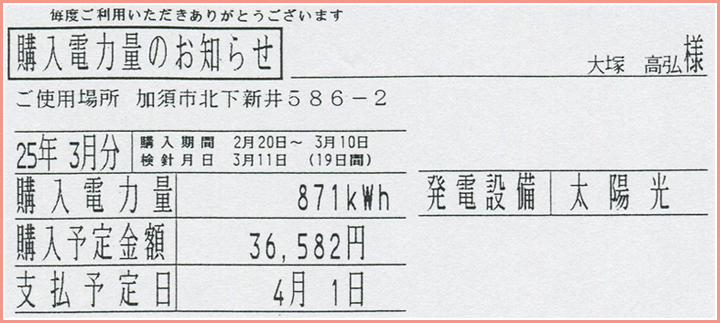 毎度ご利用いただきありがとうございます
購入電力量のお知らせ
大塚 高弘様
ご使用場所 加須市北下新井586-2
25年 3月分 購入期間 2月20日~ 3月10日
検針月日 3月11日 (19日間)
購入電力量 871kWh
発電設備 太陽光
購入予定金額 36,582円
支払予定日 4月 1日